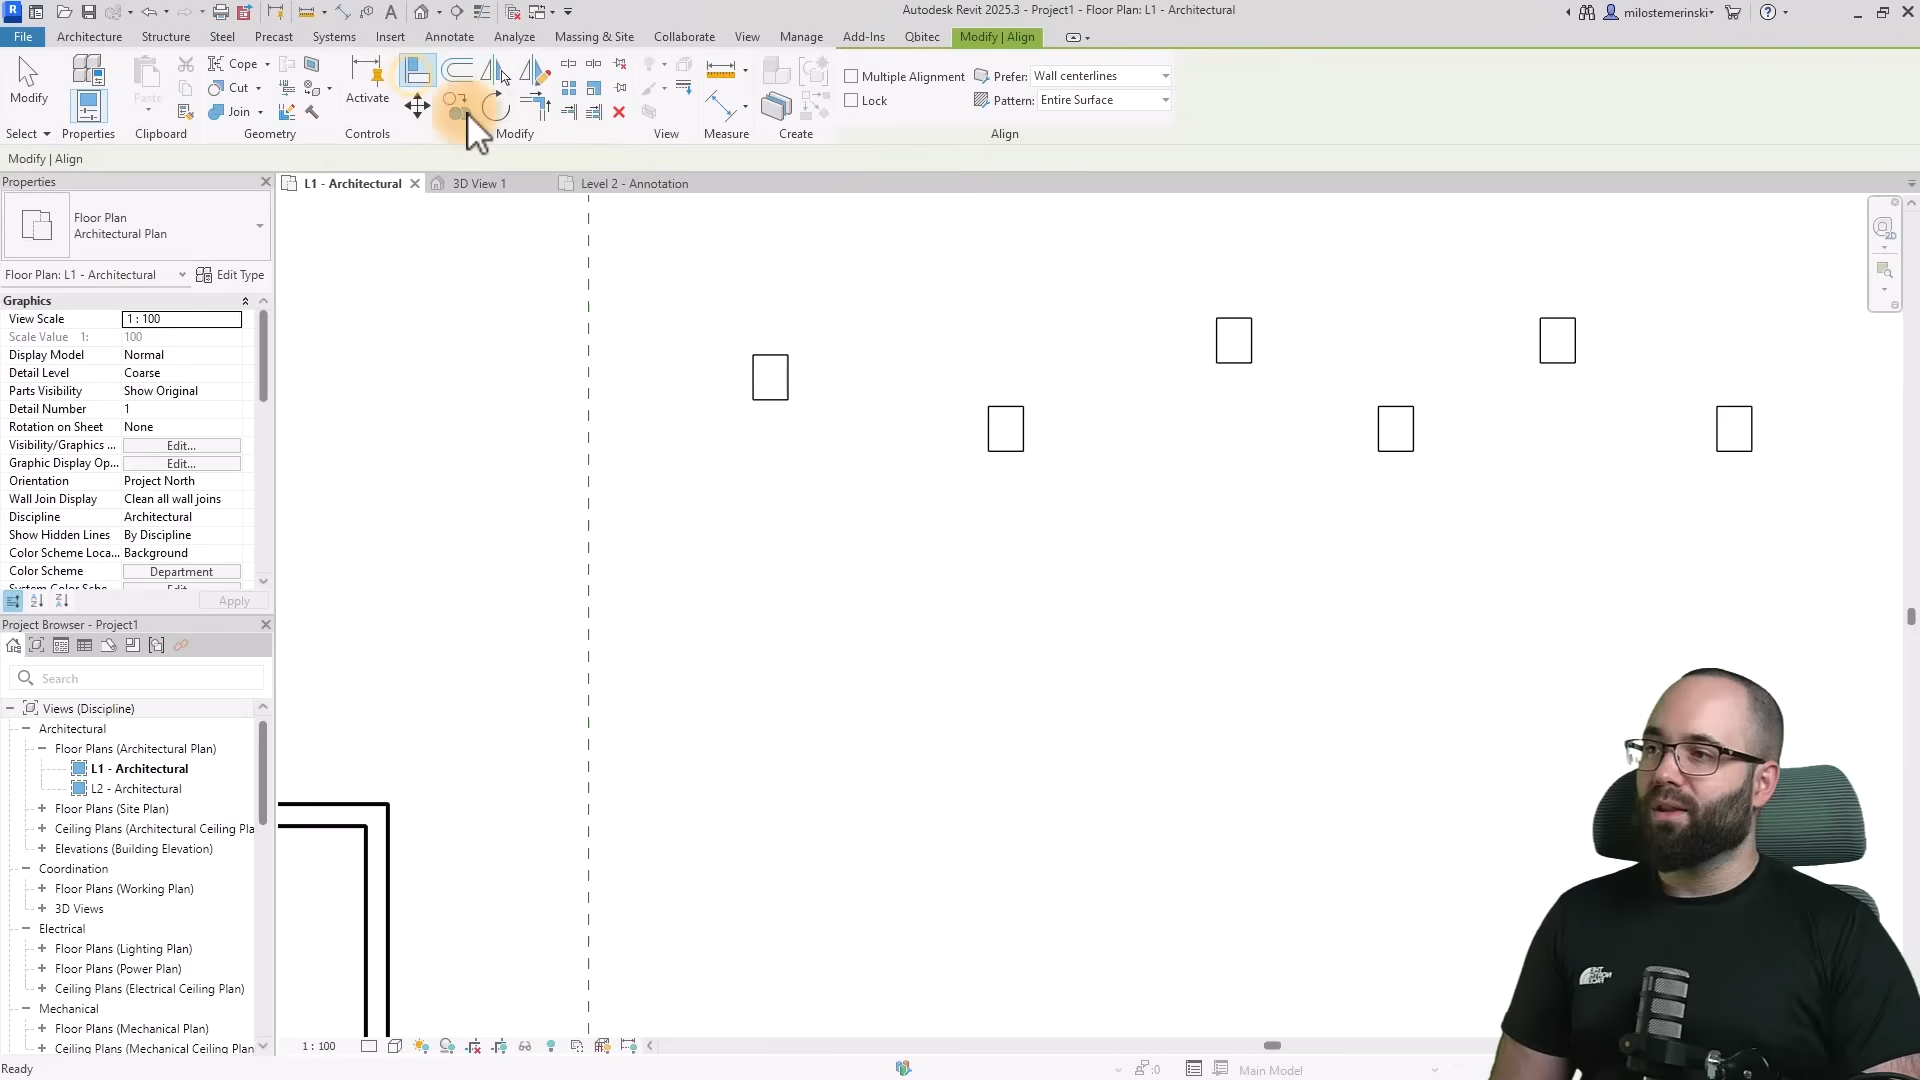 Autodesk Revit 2025.3 - Project1 - Floor Plan: L1 - Architectural
milostemerinski
File Architecture Structure Steel Precast Systems Insert Annotate Analyze Massing & Site Collaborate View Manage Add-Ins Qbitec Modify | Align
Modify
Paste
Cope
Cut
Join
Activate
Multiple Alignment
Lock
Prefer: Wall centerlines
Pattern: Entire Surface
Select Properties Clipboard Geometry Controls Modify View Measure Create Align
Modify | Align
Properties
L1 - Architectural
3D View 1
Level 2 - Annotation
Floor Plan
Architectural Plan
Floor Plan: L1 - Architectural
Edit Type
Graphics
View Scale 1 : 100
Scale Value 1: 100
Display Model Normal
Detail Level Coarse
Parts Visibility Show Original
Detail Number 1
Rotation on Sheet None
Visibility/Graphics ... Edit...
Graphic Display Op... Edit...
Orientation Project North
Wall Join Display Clean all wall joins
Discipline Architectural
Show Hidden Lines By Discipline
Color Scheme Loca... Background
Color Scheme Department
Apply
Project Browser - Project1
Search
Views (Discipline)
Architectural
Floor Plans (Architectural Plan)
L1 - Architectural
L2 - Architectural
Floor Plans (Site Plan)
Ceiling Plans (Architectural Ceiling Pla
Elevations (Building Elevation)
Coordination
Floor Plans (Working Plan)
3D Views
Electrical
Floor Plans (Lighting Plan)
Floor Plans (Power Plan)
Ceiling Plans (Electrical Ceiling Plan)
Mechanical
Floor Plans (Mechanical Plan)
Ceiling Plans (Mechanical Ceiling Plan
1 : 100
Ready
:0
Main Model